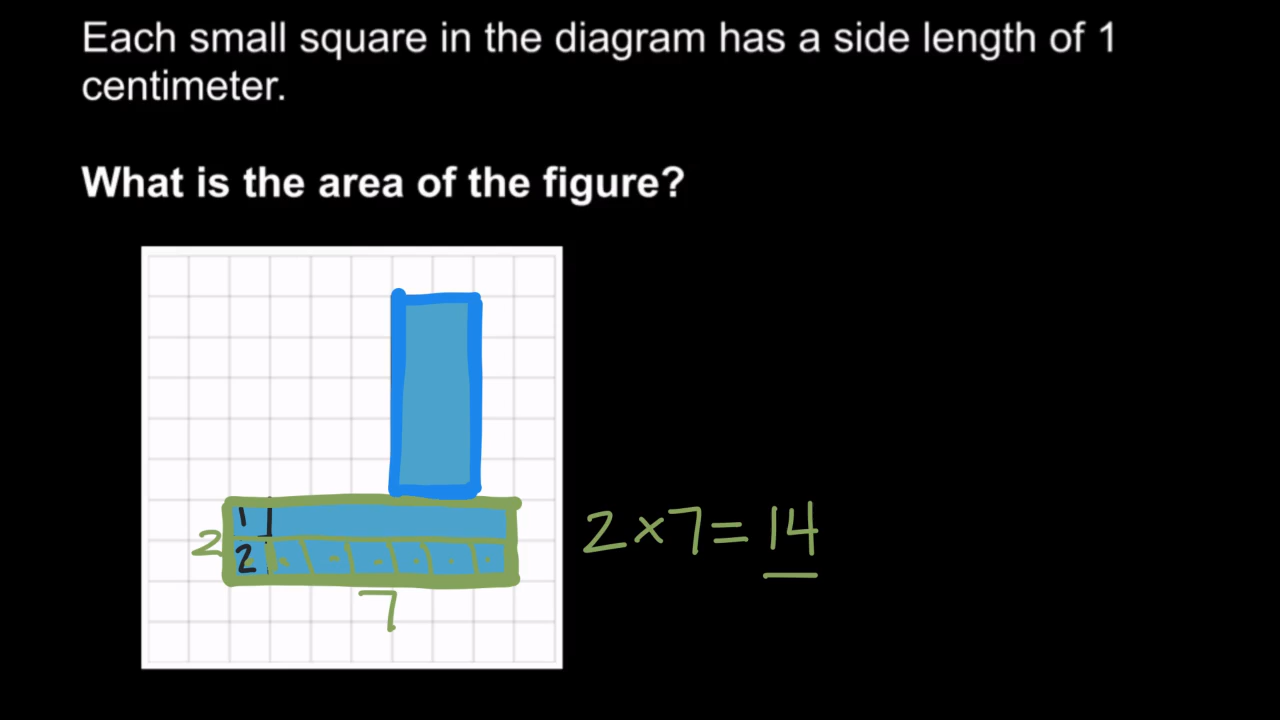 Each small square in the diagram has a side length of 1
centimeter.
What is the area of the figure?
1
2
2
7
2×7=14